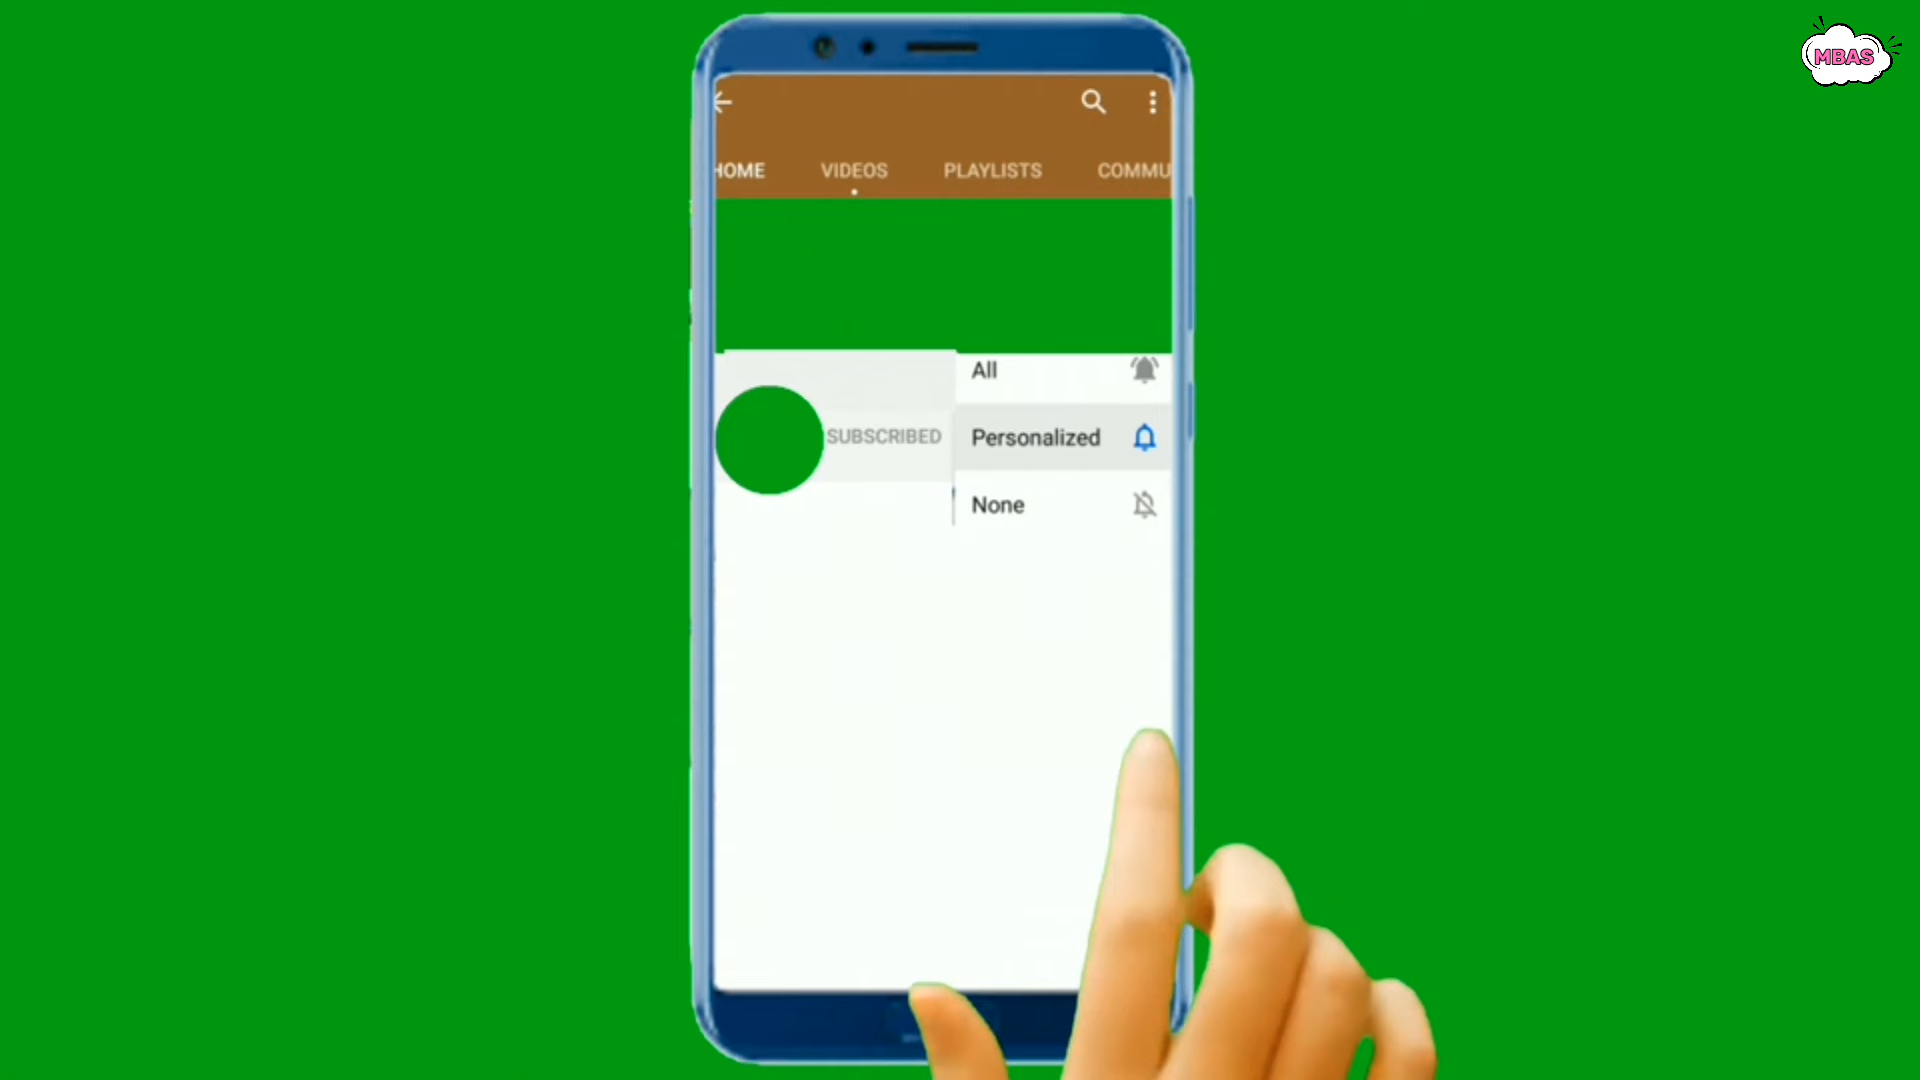 MBAS
HOME VIDEOS PLAYLISTS COMMU
All
SUBSCRIBED Personalized
None